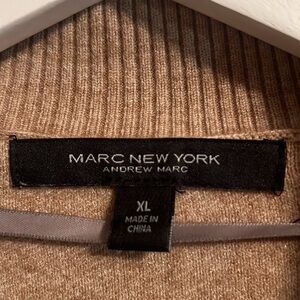 MARC NEW YORK
ANDREW MARC
XL
MADE IN
CHINA